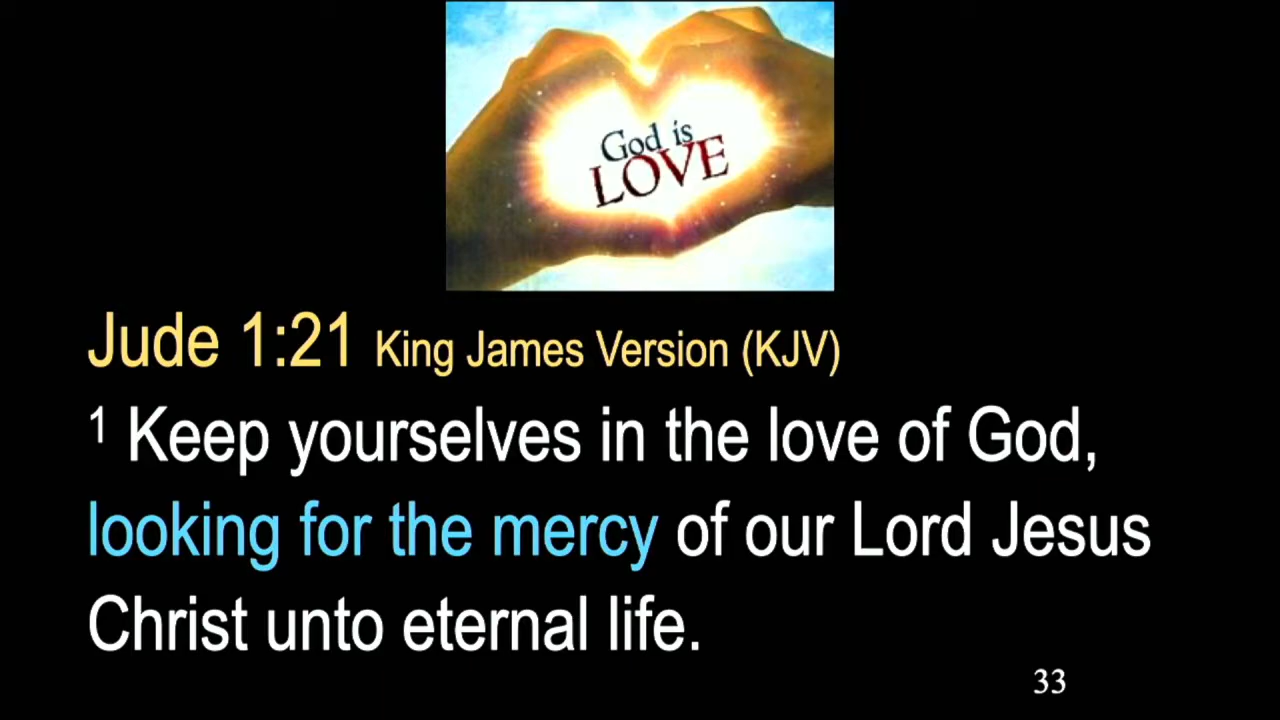 God is
LOVE
Jude 1:21 King James Version (KJV)
1 Keep yourselves in the love of God,
looking for the mercy of our Lord Jesus
Christ unto eternal life.
33